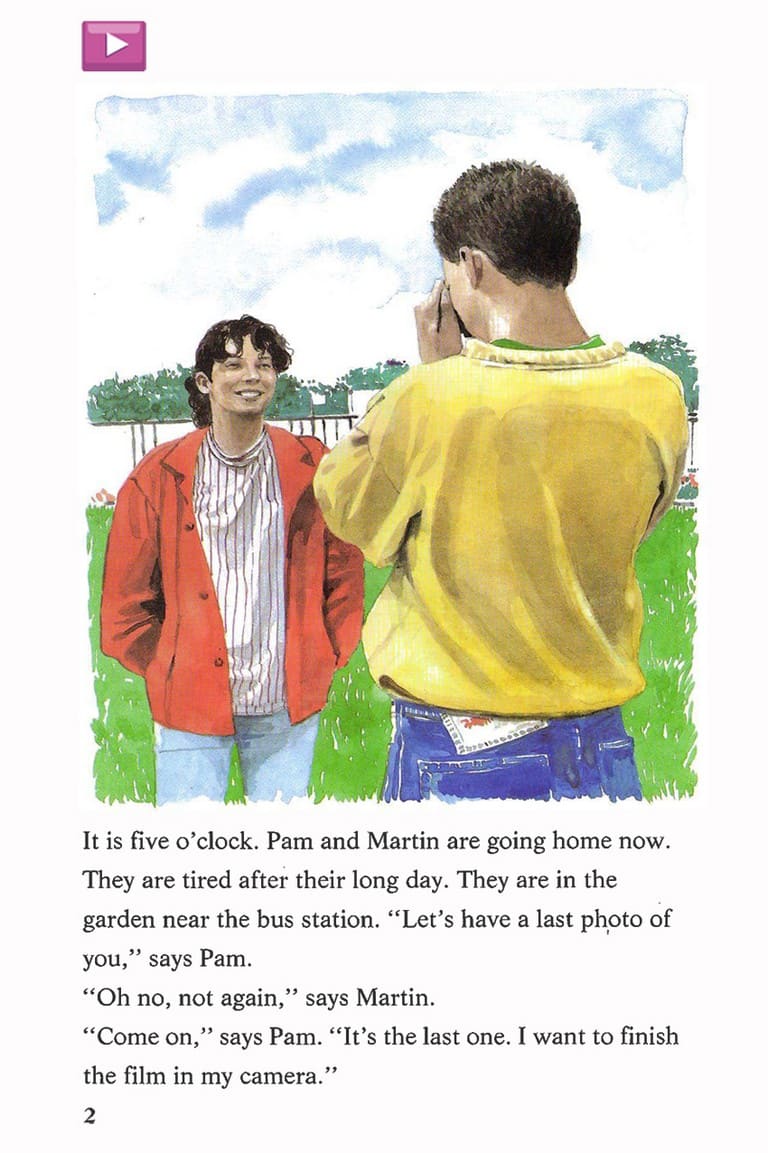 It is five o’clock. Pam and Martin are going home now.
They are tired after their long day. They are in the
garden near the bus station. “Let’s have a last photo of
you,” says Pam.
“Oh no, not again,” says Martin.
“Come on,” says Pam. “It’s the last one. I want to finish
the film in my camera.”
2